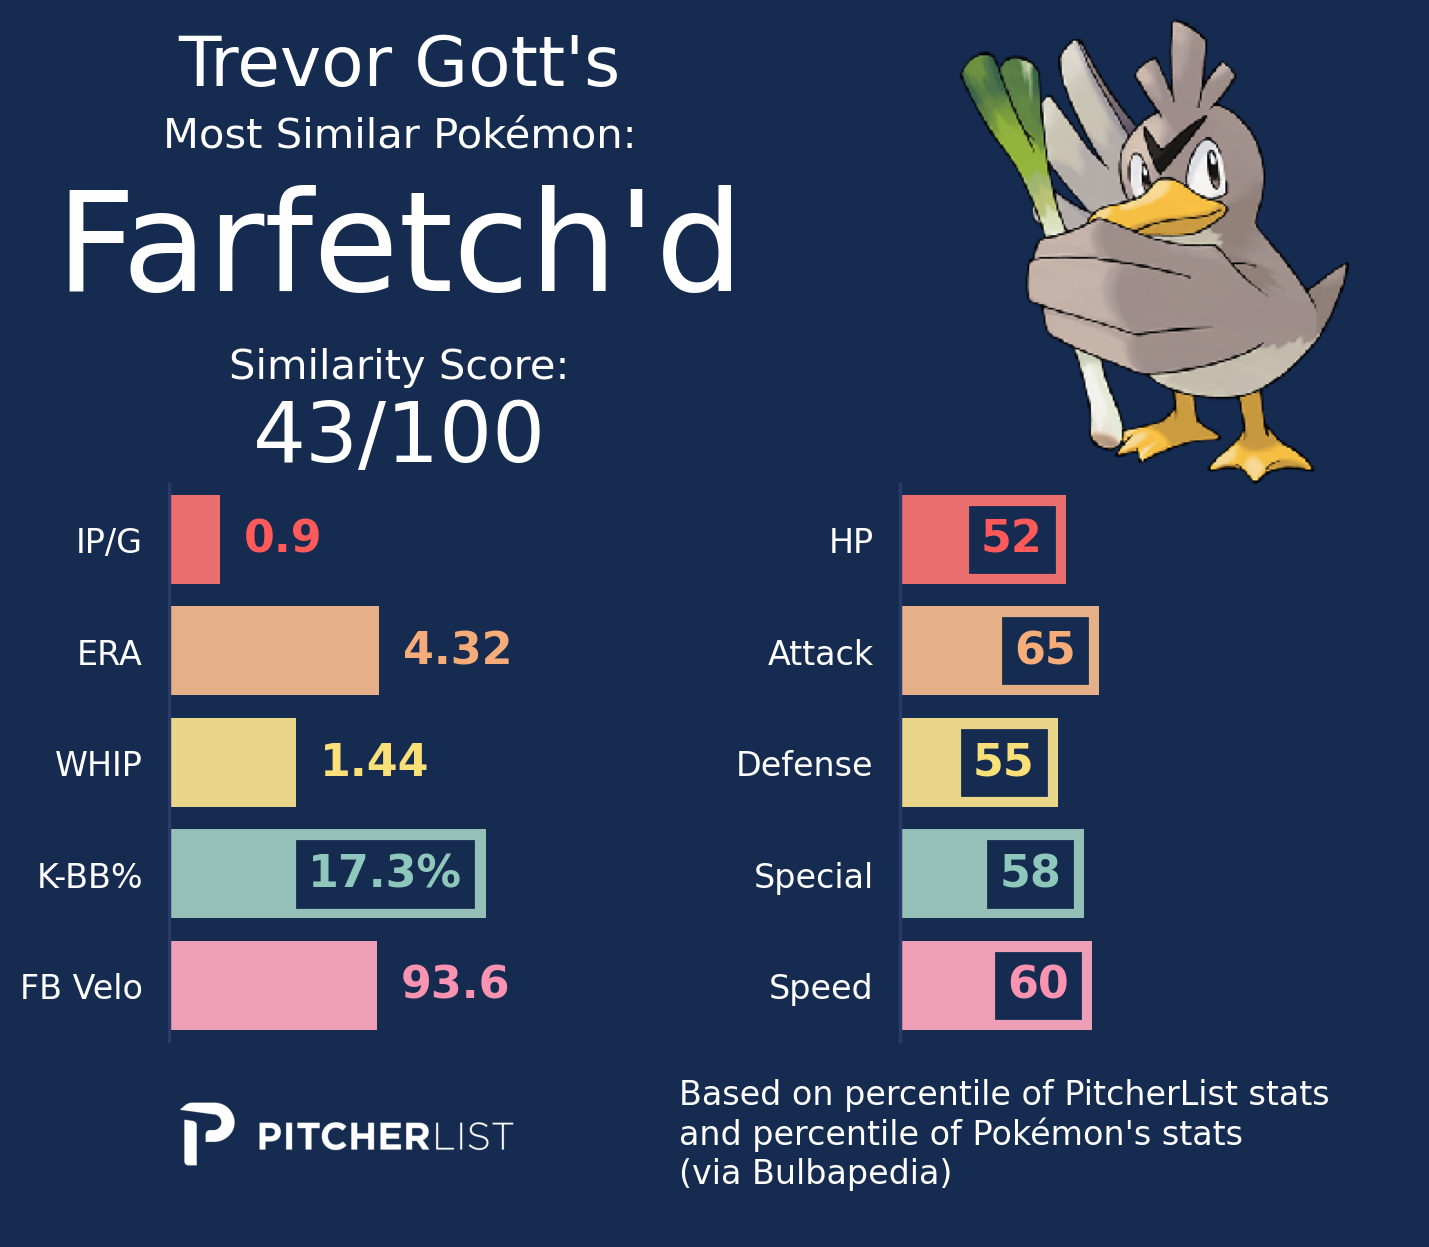 Trevor Gott's
Most Similar Pokémon:
Farfetch'd
Similarity Score:
43/100
IP/G 0.9
ERA 4.32
WHIP 1.44
K-BB% 17.3%
FB Velo 93.6
HP 52
Attack 65
Defense 55
Special 58
Speed 60
PITCHERLIST
Based on percentile of PitcherList stats
and percentile of Pokémon's stats
(via Bulbapedia)